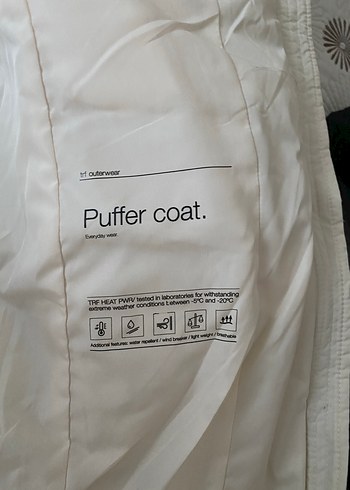 trf outerwear
Puffer coat.
Everyday wear.
TRF HEAT PWR/ tested in laboratories for withstanding
extreme weather conditions between -5ºC and -20ºC
Additional features: water repellent / wind breaker / light weight / breathable